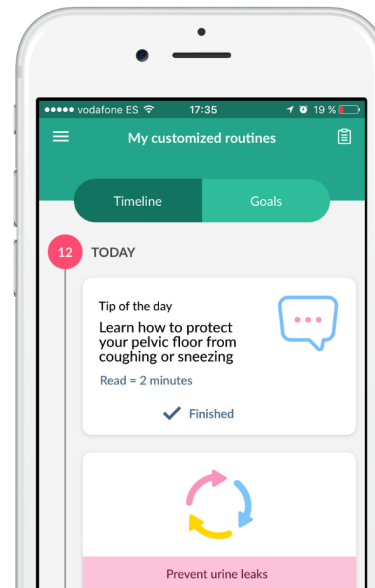 vodafone ES 17:35 19 %
My customized routines
Timeline Goals
12 TODAY
Tip of the day
Learn how to protect
your pelvic floor from
coughing or sneezing
Read = 2 minutes
Finished
Prevent urine leaks